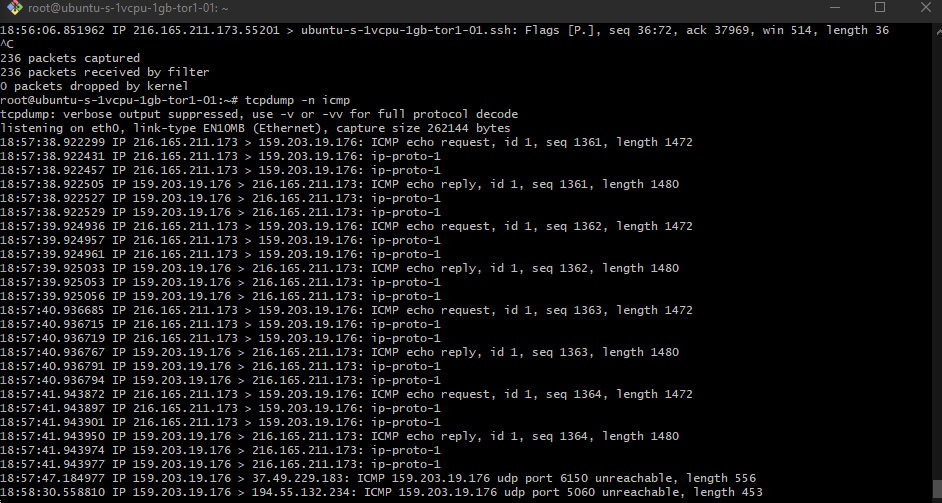 root@ubuntu-s-1vcpu-1gb-tor1-01: ~
18:56:06.851962 IP 216.165.211.173.55201 > ubuntu-s-1vcpu-1gb-tor1-01.ssh: Flags [P.], seq 36:72, ack 37969, win 514, length 36
^C
236 packets captured
236 packets received by filter
0 packets dropped by kernel
root@ubuntu-s-1vcpu-1gb-tor1-01:~# tcpdump -n icmp
tcpdump: verbose output suppressed, use -v or -vv for full protocol decode
listening on eth0, link-type EN10MB (Ethernet), capture size 262144 bytes
18:57:38.922299 IP 216.165.211.173 > 159.203.19.176: ICMP echo request, id 1, seq 1361, length 1472
18:57:38.922431 IP 216.165.211.173 > 159.203.19.176: ip-proto-1
18:57:38.922457 IP 216.165.211.173 > 159.203.19.176: ip-proto-1
18:57:38.922505 IP 159.203.19.176 > 216.165.211.173: ICMP echo reply, id 1, seq 1361, length 1480
18:57:38.922527 IP 159.203.19.176 > 216.165.211.173: ip-proto-1
18:57:38.922529 IP 159.203.19.176 > 216.165.211.173: ip-proto-1
18:57:39.924936 IP 216.165.211.173 > 159.203.19.176: ICMP echo request, id 1, seq 1362, length 1472
18:57:39.924957 IP 216.165.211.173 > 159.203.19.176: ip-proto-1
18:57:39.924961 IP 216.165.211.173 > 159.203.19.176: ip-proto-1
18:57:39.925033 IP 159.203.19.176 > 216.165.211.173: ICMP echo reply, id 1, seq 1362, length 1480
18:57:39.925053 IP 159.203.19.176 > 216.165.211.173: ip-proto-1
18:57:39.925056 IP 159.203.19.176 > 216.165.211.173: ip-proto-1
18:57:40.936685 IP 216.165.211.173 > 159.203.19.176: ICMP echo request, id 1, seq 1363, length 1472
18:57:40.936715 IP 216.165.211.173 > 159.203.19.176: ip-proto-1
18:57:40.936719 IP 216.165.211.173 > 159.203.19.176: ip-proto-1
18:57:40.936767 IP 159.203.19.176 > 216.165.211.173: ICMP echo reply, id 1, seq 1363, length 1480
18:57:40.936791 IP 159.203.19.176 > 216.165.211.173: ip-proto-1
18:57:40.936794 IP 159.203.19.176 > 216.165.211.173: ip-proto-1
18:57:41.943872 IP 216.165.211.173 > 159.203.19.176: ICMP echo request, id 1, seq 1364, length 1472
18:57:41.943897 IP 216.165.211.173 > 159.203.19.176: ip-proto-1
18:57:41.943901 IP 216.165.211.173 > 159.203.19.176: ip-proto-1
18:57:41.943950 IP 159.203.19.176 > 216.165.211.173: ICMP echo reply, id 1, seq 1364, length 1480
18:57:41.943974 IP 159.203.19.176 > 216.165.211.173: ip-proto-1
18:57:41.943977 IP 159.203.19.176 > 216.165.211.173: ip-proto-1
18:57:47.184977 IP 159.203.19.176 > 37.49.229.183: ICMP 159.203.19.176 udp port 6150 unreachable, length 556
18:58:30.558810 IP 159.203.19.176 > 194.55.132.234: ICMP 159.203.19.176 udp port 5060 unreachable, length 453